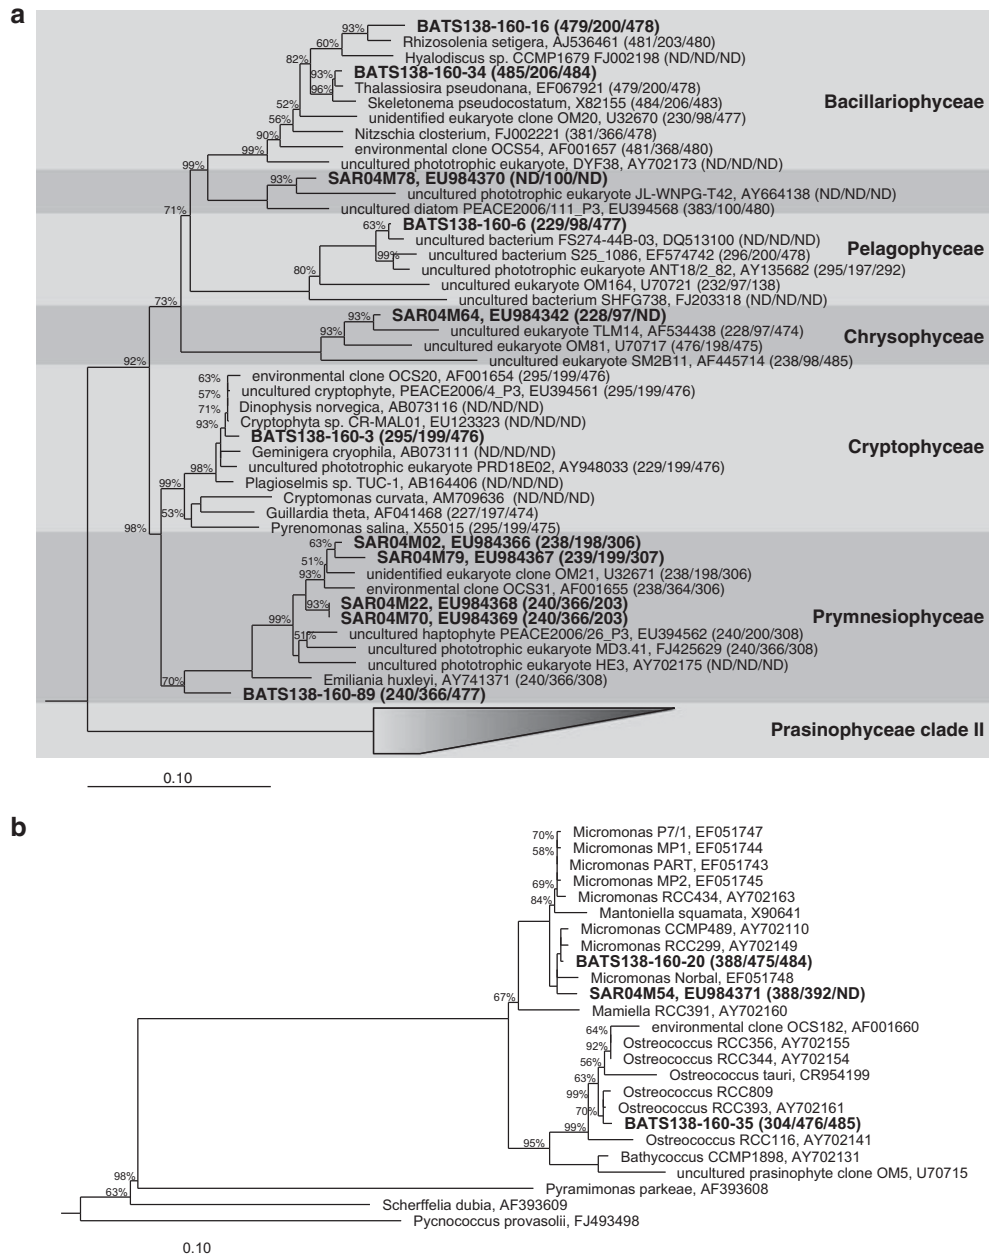 a
93% BATS138-160-16 (479/200/478)
60% Rhizosolenia setigera, AJ536461 (481/203/480)
82% Hyalodiscus sp. CCMP1679 FJ002198 (ND/ND/ND)
93% BATS138-160-34 (485/206/484)
96% Thalassiosira pseudonana, EF067921 (479/200/478)
Bacillariophyceae
52% Skeletonema pseudocostatum, X82155 (484/206/483)
56% unidentified eukaryote clone OM20, U32670 (230/98/477)
90% Nitzschia closterium, FJ002221 (381/366/478)
99% environmental clone OCS54, AF001657 (481/368/480)
99% uncultured phototrophic eukaryote, DYF38, AY702173 (ND/ND/ND)
93% SAR04M78, EU984370 (ND/100/ND)
uncultured phototrophic eukaryote JL-WNPG-T42, AY664138 (ND/ND/ND)
71% uncultured diatom PEACE2006/111_P3, EU394568 (383/100/480)
63% BATS138-160-6 (229/98/477)
uncultured bacterium FS274-44B-03, DQ513100 (ND/ND/ND)
Pelagophyceae
99% uncultured bacterium S25_1086, EF574742 (296/200/478)
80% uncultured phototrophic eukaryote ANT18/2_82, AY135682 (295/197/292)
uncultured eukaryote OM164, U70721 (232/97/138)
73% uncultured bacterium SHFG738, FJ203318 (ND/ND/ND)
93% SAR04M64, EU984342 (228/97/ND)
93% uncultured eukaryote TLM14, AF534438 (228/97/474)
Chrysophyceae
uncultured eukaryote OM81, U70717 (476/198/475)
92% uncultured eukaryote SM2B11, AF445714 (238/98/485)
63% environmental clone OCS20, AF001654 (295/199/476)
57% uncultured cryptophyte, PEACE2006/4_P3, EU394561 (295/199/476)
71% Dinophysis norvegica, AB073116 (ND/ND/ND)
93% Cryptophyta sp. CR-MAL01, EU123323 (ND/ND/ND)
BATS138-160-3 (295/199/476)
Cryptophyceae
Geminigera cryophila, AB073111 (ND/ND/ND)
98% uncultured phototrophic eukaryote PRD18E02, AY948033 (229/199/476)
99% Plagioselmis sp. TUC-1, AB164406 (ND/ND/ND)
Cryptomonas curvata, AM709636 (ND/ND/ND)
53% Guillardia theta, AF041468 (227/197/474)
98% Pyrenomonas salina, X55015 (295/199/475)
63% SAR04M02, EU984366 (238/198/306)
51% SAR04M79, EU984367 (239/199/307)
93% unidentified eukaryote clone OM21, U32671 (238/198/306)
environmental clone OCS31, AF001655 (238/364/306)
93% SAR04M22, EU984368 (240/366/203)
99% SAR04M70, EU984369 (240/366/203)
Prymnesiophyceae
51% uncultured haptophyte PEACE2006/26_P3, EU394562 (240/200/308)
uncultured phototrophic eukaryote MD3.41, FJ425629 (240/366/308)
uncultured phototrophic eukaryote HE3, AY702175 (ND/ND/ND)
70% Emiliania huxleyi, AY741371 (240/366/308)
BATS138-160-89 (240/366/477)
Prasinophyceae clade II
0.10
b
70% Micromonas P7/1, EF051747
58% Micromonas MP1, EF051744
Micromonas PART, EF051743
69% Micromonas MP2, EF051745
84% Micromonas RCC434, AY702163
Mantoniella squamata, X90641
Micromonas CCMP489, AY702110
Micromonas RCC299, AY702149
BATS138-160-20 (388/475/484)
Micromonas Norbal, EF051748
67% SAR04M54, EU984371 (388/392/ND)
Mamiella RCC391, AY702160
64% environmental clone OCS182, AF001660
92% Ostreococcus RCC356, AY702155
56% Ostreococcus RCC344, AY702154
63% Ostreococcus tauri, CR954199
99% Ostreococcus RCC809
70% Ostreococcus RCC393, AY702161
99% BATS138-160-35 (304/476/485)
95% Ostreococcus RCC116, AY702141
Bathycoccus CCMP1898, AY702131
uncultured prasinophyte clone OM5, U70715
98% Pyramimonas parkeae, AF393608
63% Scherffelia dubia, AF393609
Pycnococcus provasolii, FJ493498
0.10